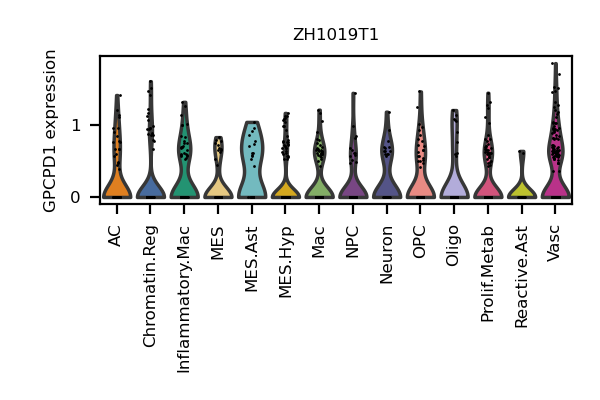 ZH1019T1
GPCPD1 expression
1
0
AC
Chromatin.Reg
Inflammatory.Mac
MES
MES.Ast
MES.Hyp
Mac
NPC
Neuron
OPC
Oligo
Prolif.Metab
Reactive.Ast
Vasc